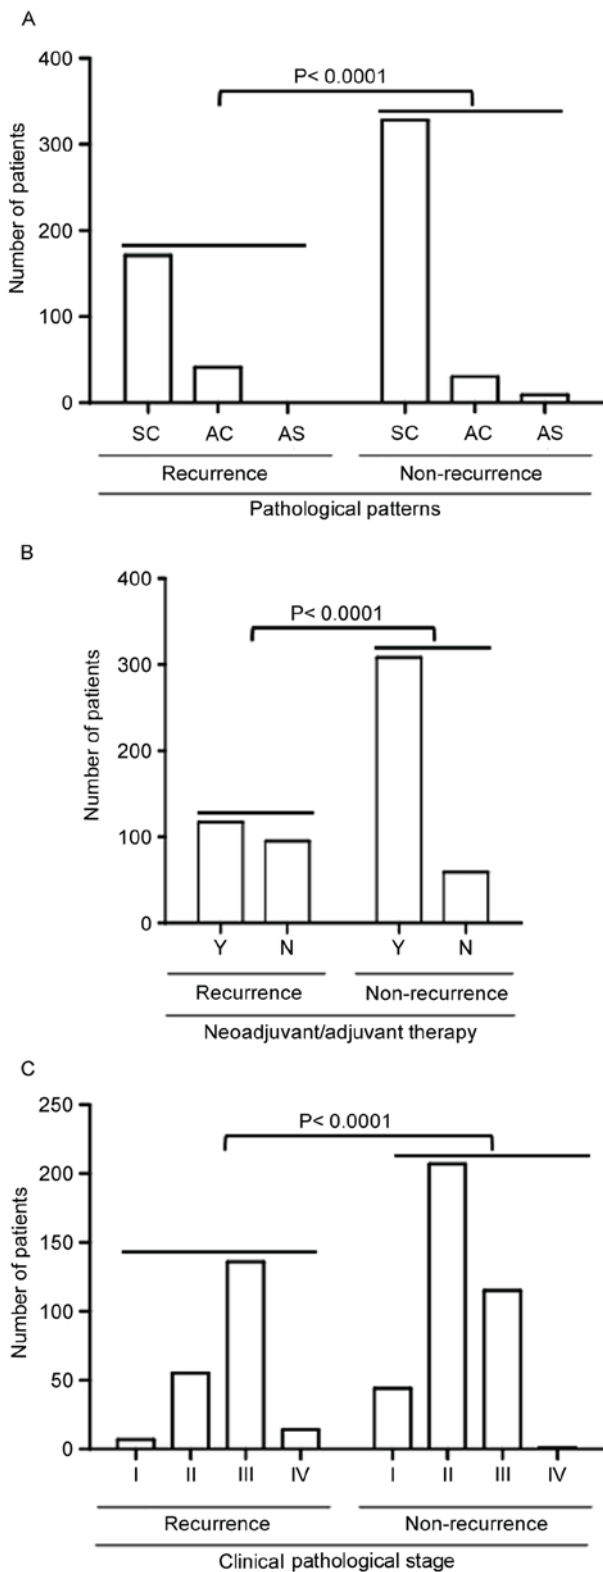 A
Number of patients
400
300
200
100
0
P< 0.0001
SC AC AS SC AC AS
Recurrence Non-recurrence
Pathological patterns
B
Number of patients
400
300
200
100
0
P< 0.0001
Y N Y N
Recurrence Non-recurrence
Neoadjuvant/adjuvant therapy
C
Number of patients
250
200
150
100
50
0
P< 0.0001
I II III IV I II III IV
Recurrence Non-recurrence
Clinical pathological stage